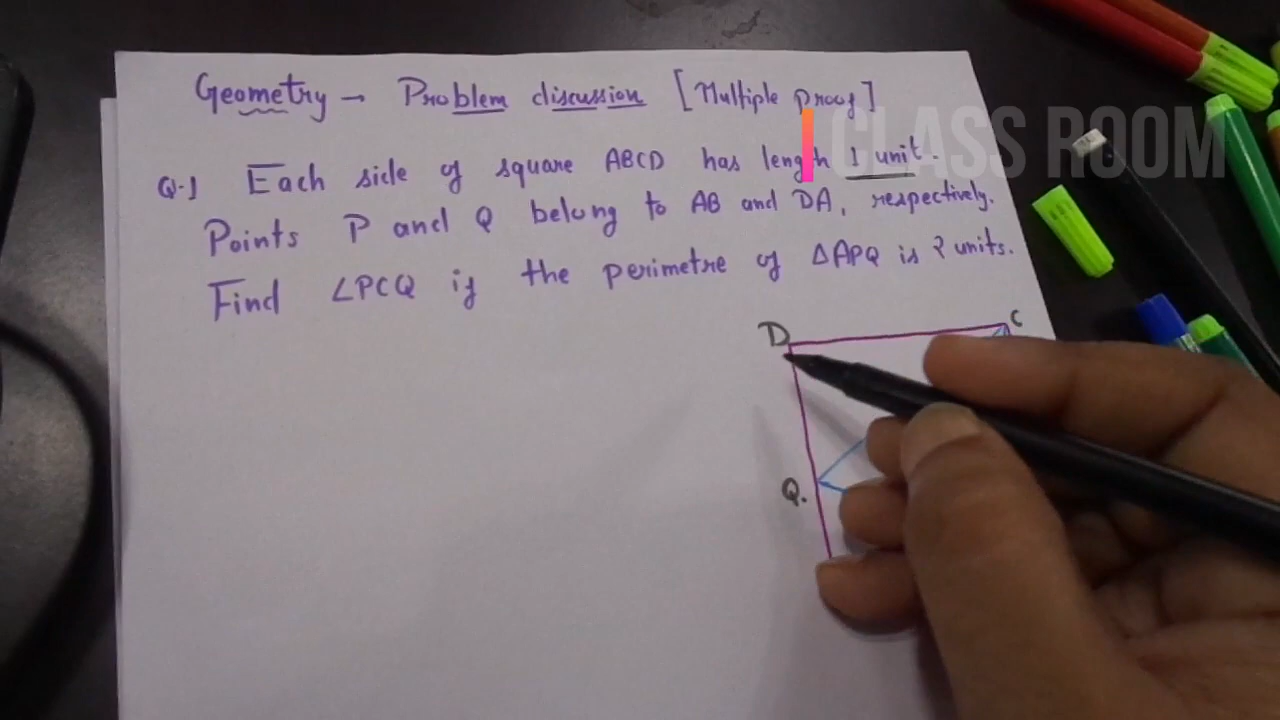 Geometry → Problem discussion [Multiple proof]
CLASS ROOM
Q-1 Each side of square ABCD has length 1 unit.
Points P and Q belong to AB and DA, respectively.
Find ∠PCQ if the perimetre of ΔAPQ is 2 units.
D C
Q.